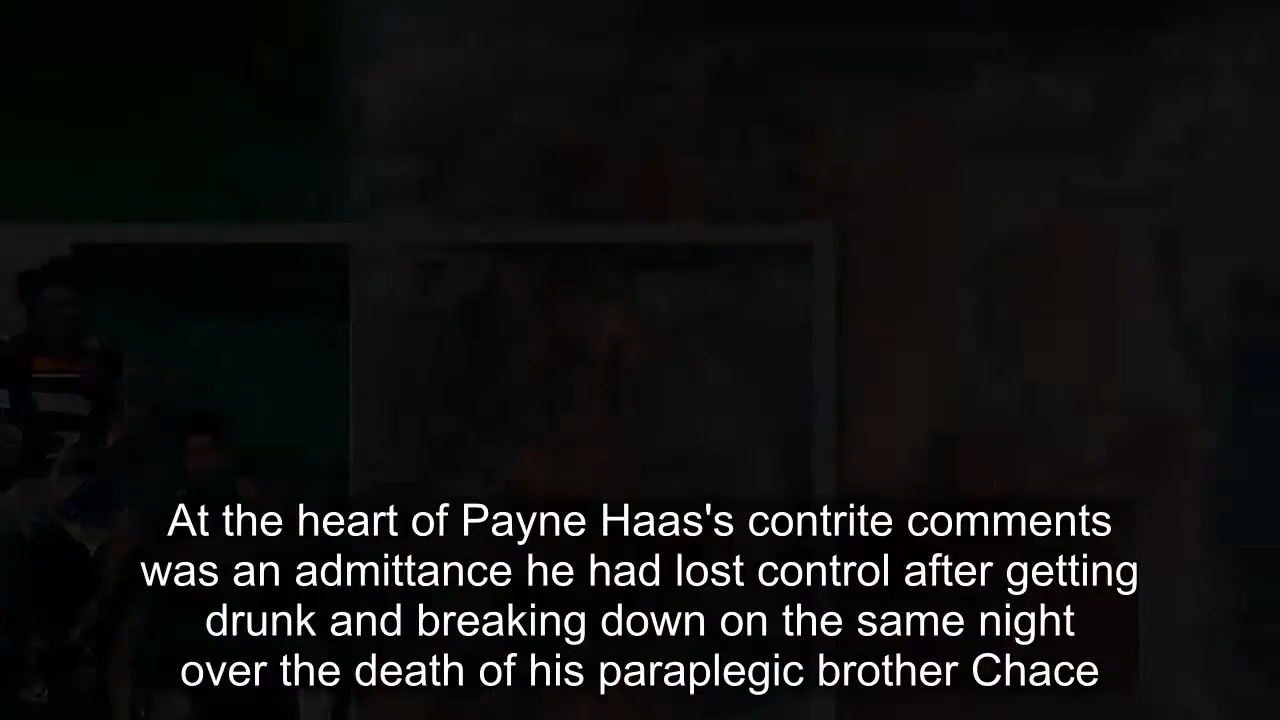 At the heart of Payne Haas's contrite comments
was an admittance he had lost control after getting
drunk and breaking down on the same night
over the death of his paraplegic brother Chace